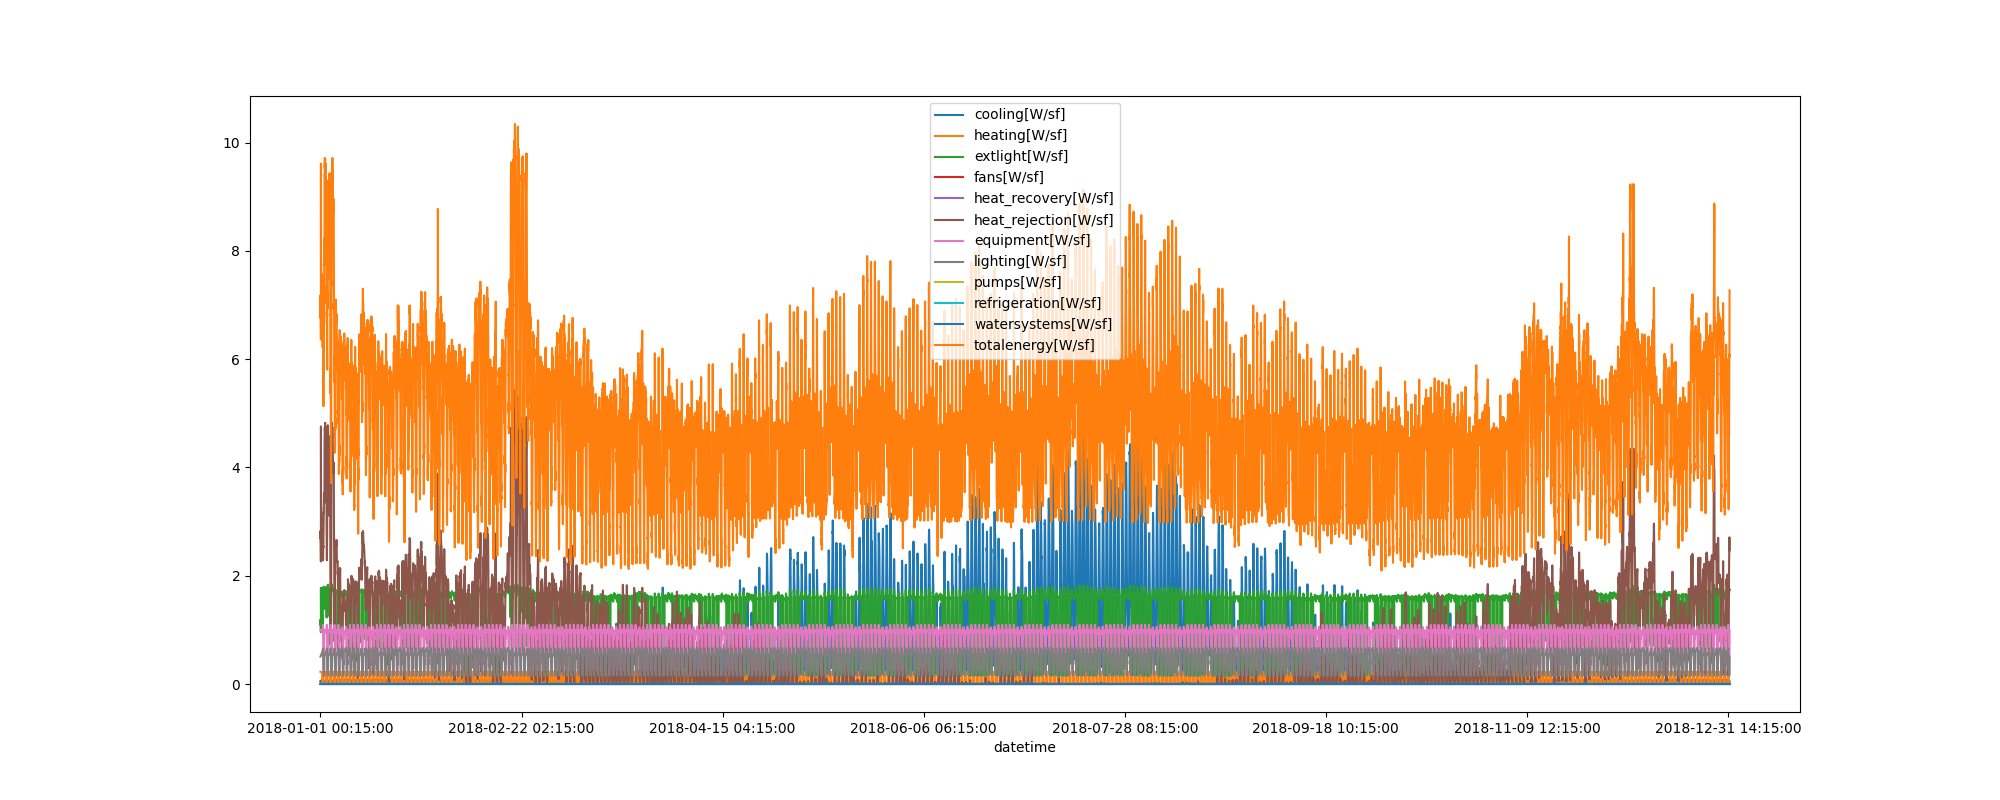 10
8
6
4
2
0
cooling[W/sf]
heating[W/sf]
extlight[W/sf]
fans[W/sf]
heat_recovery[W/sf]
heat_rejection[W/sf]
equipment[W/sf]
lighting[W/sf]
pumps[W/sf]
refrigeration[W/sf]
watersystems[W/sf]
totalenergy[W/sf]
2018-01-01 00:15:00 2018-02-22 02:15:00 2018-04-15 04:15:00 2018-06-06 06:15:00 2018-07-28 08:15:00 2018-09-18 10:15:00 2018-11-09 12:15:00 2018-12-31 14:15:00
datetime